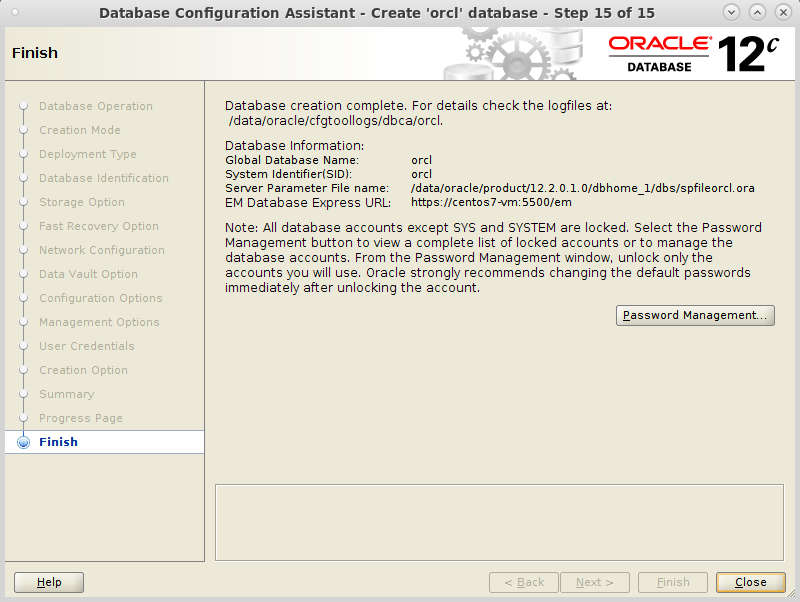 Database Configuration Assistant - Create 'orcl' database - Step 15 of 15
Finish
ORACLE®
DATABASE
12c
Database Operation
Creation Mode
Deployment Type
Database Identification
Storage Option
Fast Recovery Option
Network Configuration
Data Vault Option
Configuration Options
Management Options
User Credentials
Creation Option
Summary
Progress Page
Finish
Database creation complete. For details check the logfiles at:
/data/oracle/cfgtoollogs/dbca/orcl.
Database Information:
Global Database Name: orcl
System Identifier(SID): orcl
Server Parameter File name: /data/oracle/product/12.2.0.1.0/dbhome_1/dbs/spfileorcl.ora
EM Database Express URL: https://centos7-vm:5500/em
Note: All database accounts except SYS and SYSTEM are locked. Select the Password
Management button to view a complete list of locked accounts or to manage the
database accounts. From the Password Management window, unlock only the
accounts you will use. Oracle strongly recommends changing the default passwords
immediately after unlocking the account.
Password Management...
Help
< Back
Next >
Finish
Close